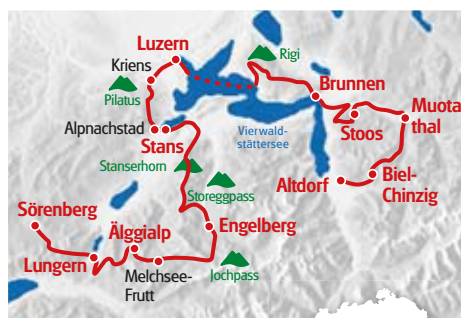 Luzern
Rigi
Kriens
Pilatus
Brunnen
Muota
thal
Alpnachstad
Stans
Vierwald-
stättersee
Stoos
Stanserhorn
Storeggpass
Altdorf
Biel-
Chinzig
Sörenberg
Älggialp
Engelberg
Lungern
Melchsee-
Frutt
Jochpass